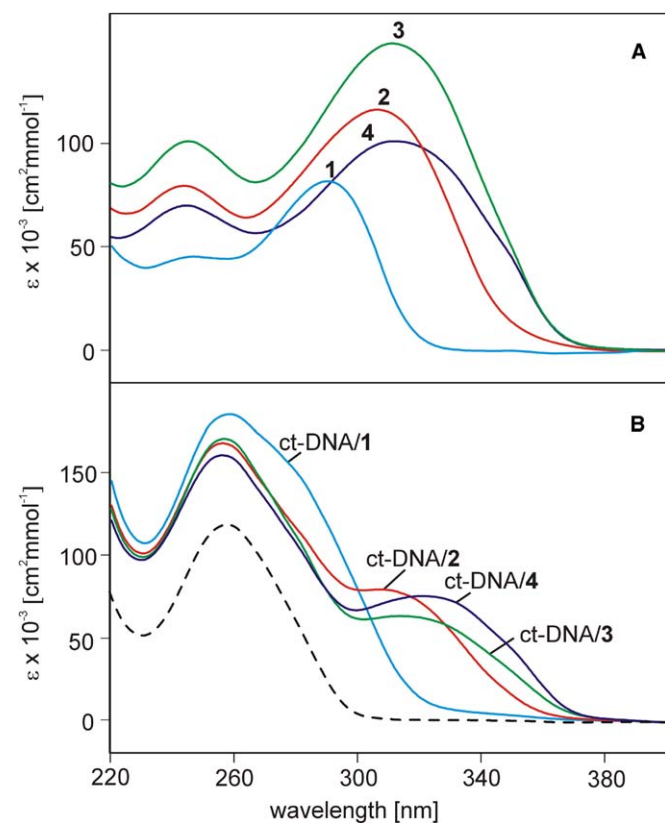 A
3
2
4
1
100
50
0
ε x 10⁻³ [cm²mmol⁻¹]
B
ct-DNA/1
ct-DNA/2
ct-DNA/4
ct-DNA/3
150
100
50
0
ε x 10⁻³ [cm²mmol⁻¹]
220 260 300 340 380
wavelength [nm]